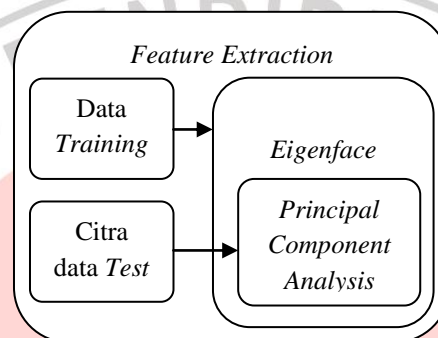 Feature Extraction
Data
Training
Eigenface
Citra
data Test
Principal
Component
Analysis